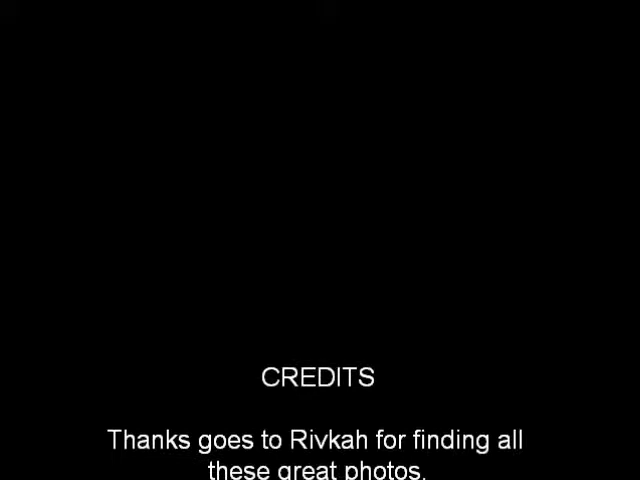 CREDITS
Thanks goes to Rivkah for finding all
these great photos.